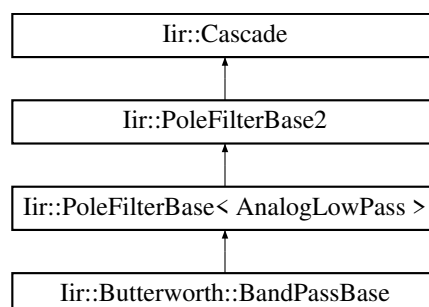 Iir::Cascade
Iir::PoleFilterBase2
Iir::PoleFilterBase< AnalogLowPass >
Iir::Butterworth::BandPassBase